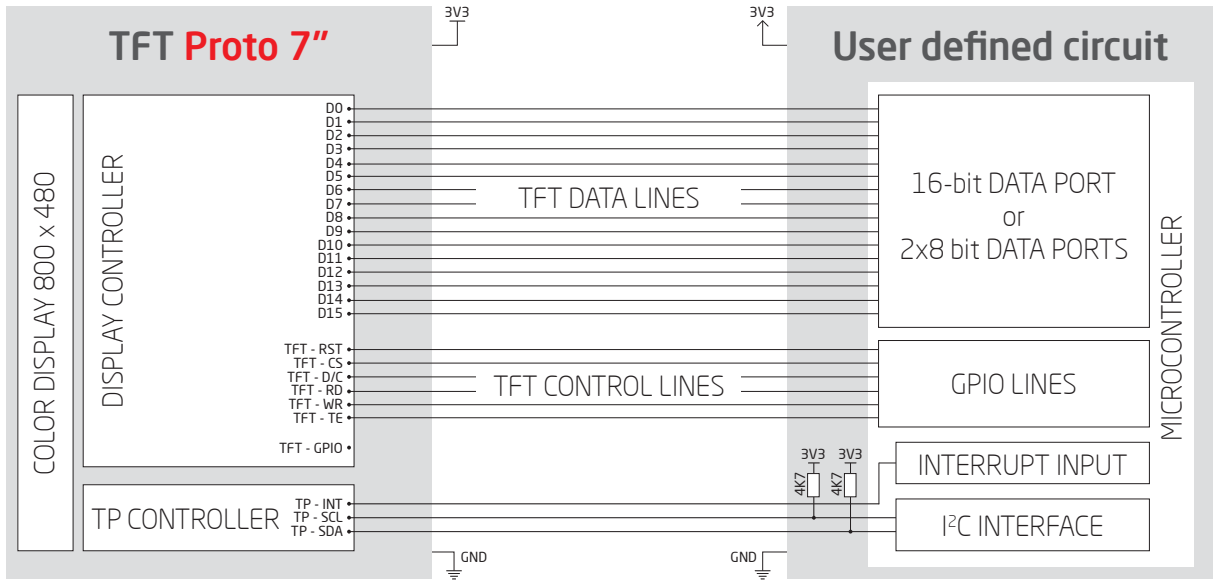 TFT Proto 7”
3V3
3V3
User defined circuit
COLOR DISPLAY 800 x 480
DISPLAY CONTROLLER
D0
D1
D2
D3
D4
D5
D6
D7
D8
D9
D10
D11
D12
D13
D14
D15
TFT DATA LINES
16-bit DATA PORT
or
2x8 bit DATA PORTS
MICROCONTROLLER
TFT - RST
TFT - CS
TFT - D/C
TFT - RD
TFT - WR
TFT - TE
TFT - GPIO
TFT CONTROL LINES
GPIO LINES
3V3
3V3
4K7
4K7
INTERRUPT INPUT
TP CONTROLLER
TP - INT
TP - SCL
TP - SDA
I²C INTERFACE
GND
GND